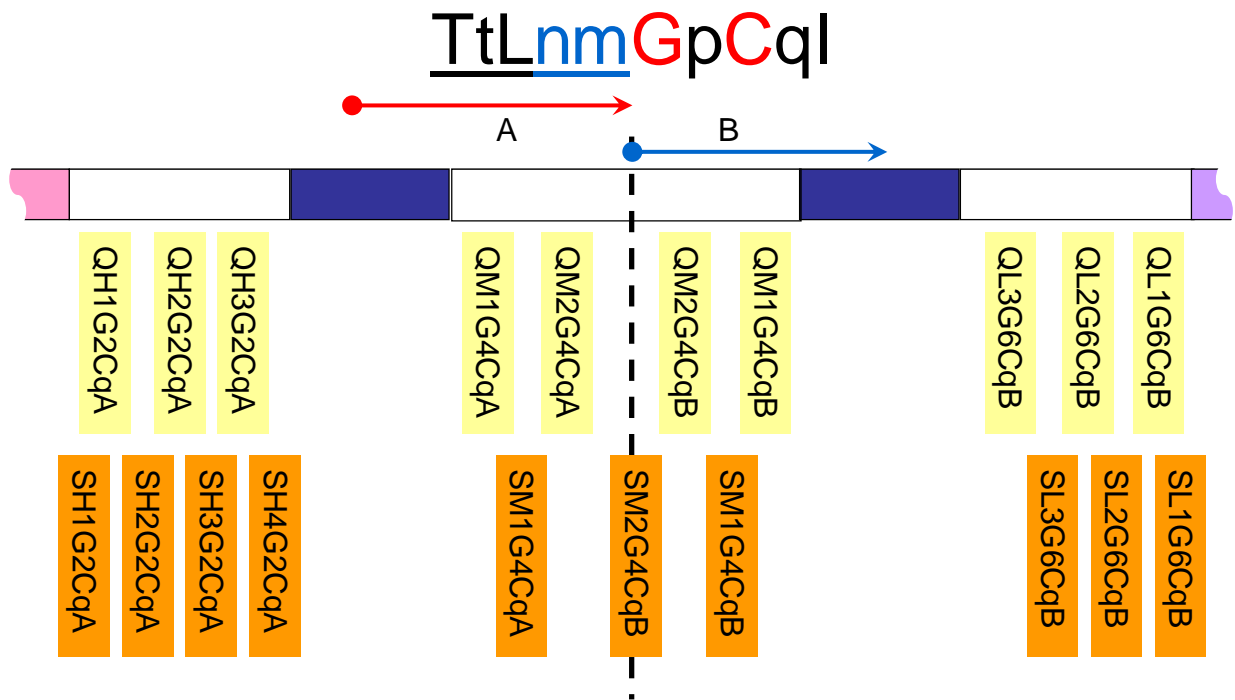 TtLnmGpCqI
A
B
QH1G2CqA
QH2G2CqA
QH3G2CqA
QM1G4CqA
QM2G4CqA
QM2G4CqB
QM1G4CqB
QL3G6CqB
QL2G6CqB
QL1G6CqB
SH1G2CqA
SH2G2CqA
SH3G2CqA
SH4G2CqA
SM1G4CqA
SM2G4CqB
SM1G4CqB
SL3G6CqB
SL2G6CqB
SL1G6CqB